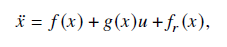 ẍ = f(x) + g(x)u + f_r(x),